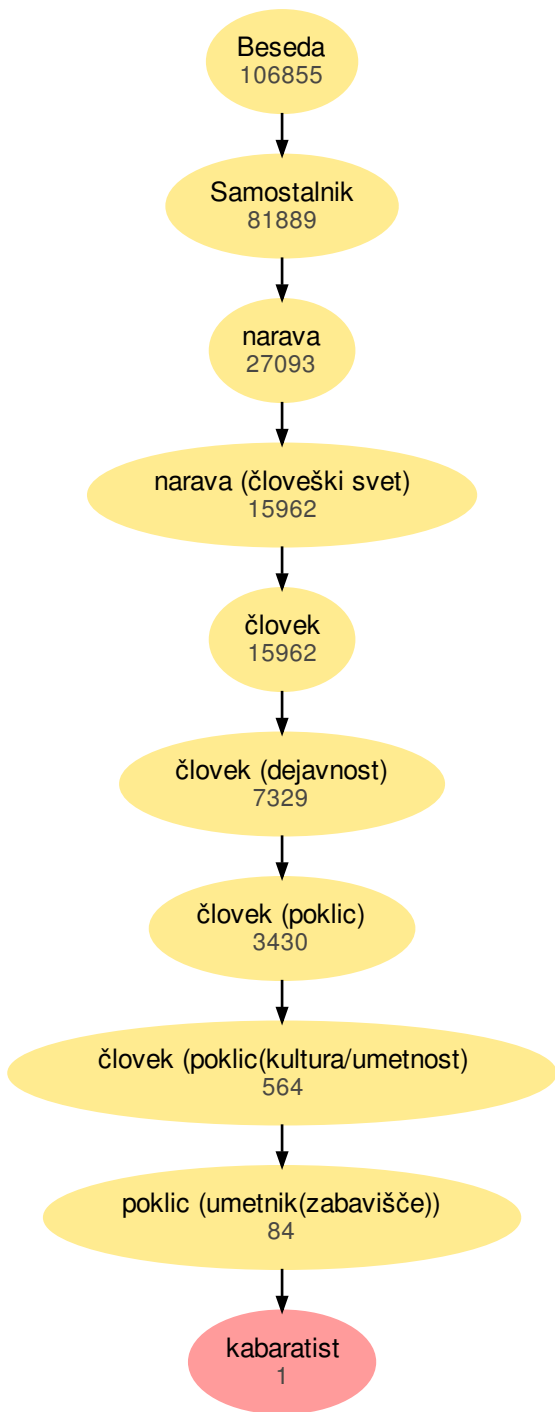 Beseda
106855
Samostalnik
81889
narava
27093
narava (človeški svet)
15962
človek
15962
človek (dejavnost)
7329
človek (poklic)
3430
človek (poklic(kultura/umetnost)
564
poklic (umetnik(zabavišče))
84
kabaratist
1